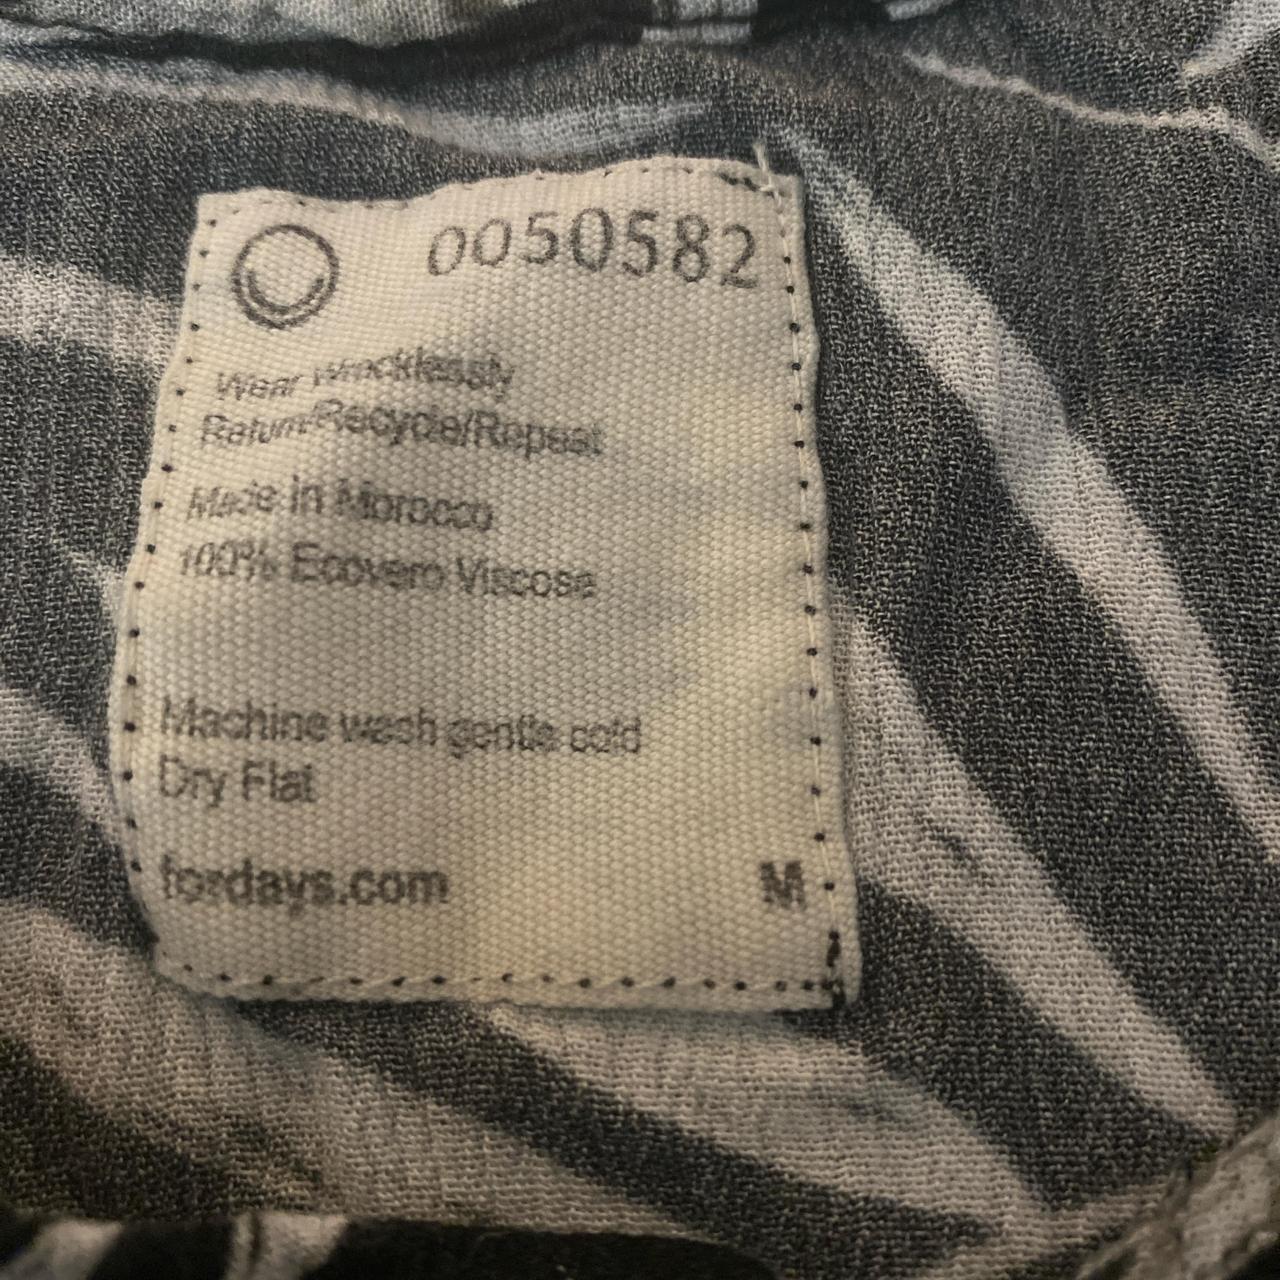 0050582
Wear wrecklessly
Return/Recycle/Repeat
Made in Morocco
100% Ecovero Viscose
Machine wash gentle cold
Dry Flat
fordays.com
M